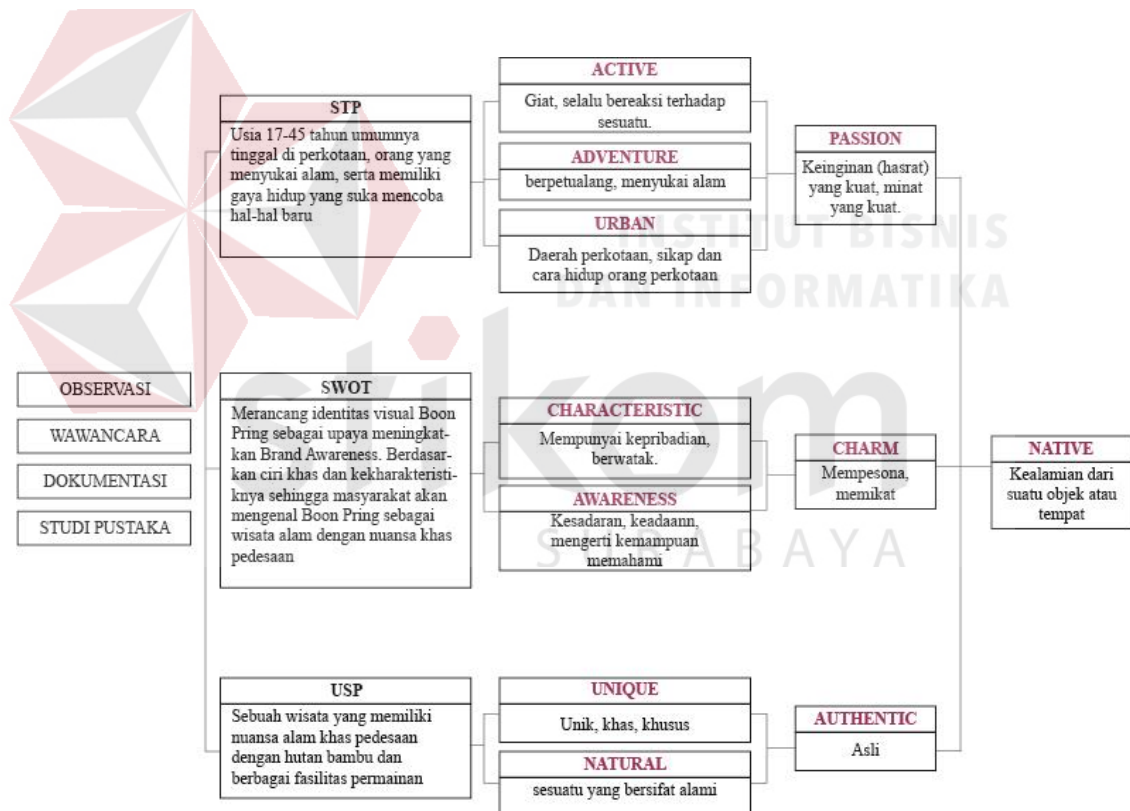 OBSERVASI
WAWANCARA
DOKUMENTASI
STUDI PUSTAKA
STP
Usia 17-45 tahun umumnya
tinggal di perkotaan, orang yang
menyukai alam, serta memiliki
gaya hidup yang suka mencoba
hal-hal baru
SWOT
Merancang identitas visual Boon
Pring sebagai upaya meningkat-
kan Brand Awareness. Berdasar-
kan ciri khas dan kekharakteristi-
knya sehingga masyarakat akan
mengenal Boon Pring sebagai
wisata alam dengan nuansa khas
pedesaan
USP
Sebuah wisata yang memiliki
nuansa alam khas pedesaan
dengan hutan bambu dan
berbagai fasilitas permainan
ACTIVE
Giat, selalu bereaksi terhadap
sesuatu.
ADVENTURE
berpetualang, menyukai alam
URBAN
Daerah perkotaan, sikap dan
cara hidup orang perkotaan
CHARACTERISTIC
Mempunyai kepribadian,
berwatak.
AWARENESS
Kesadaran, keadaann,
mengerti kemampuan
memahami
UNIQUE
Unik, khas, khusus
NATURAL
sesuatu yang bersifat alami
PASSION
Keinginan (hasrat)
yang kuat, minat
yang kuat.
CHARM
Mempesona,
memikat
AUTHENTIC
Asli
NATIVE
Kealamian dari
suatu objek atau
tempat
INSTITUT BISNIS
DAN INFORMATIKA
stikom
SURABAYA